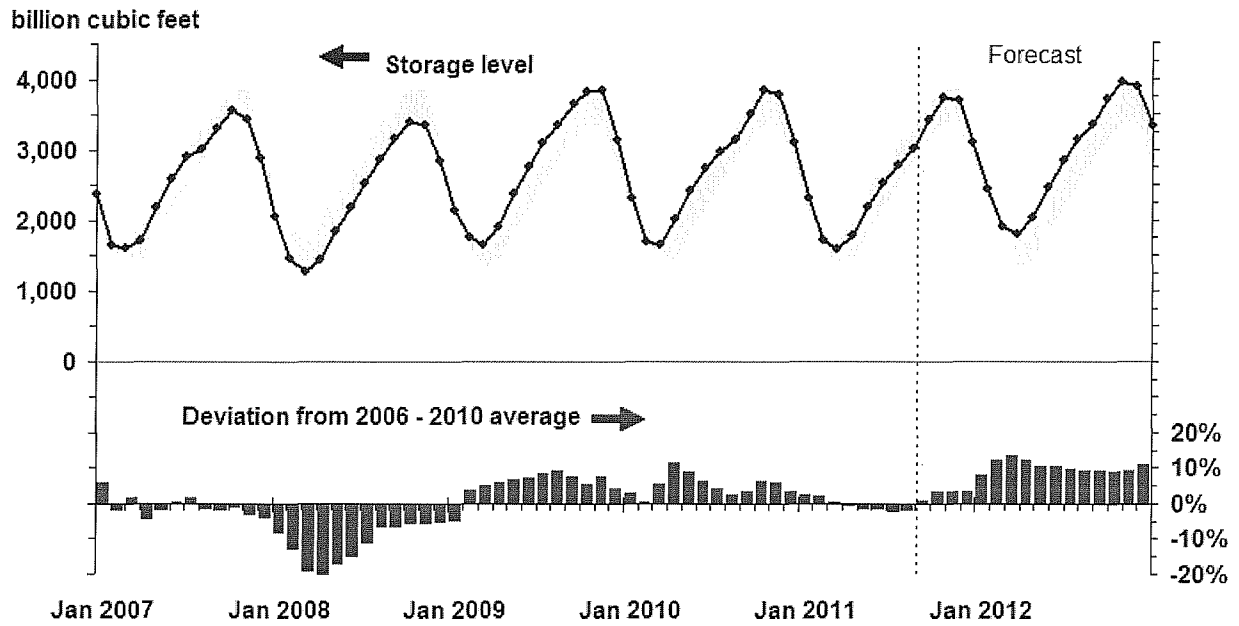 billion cubic feet
4,000
3,000
2,000
1,000
0
Storage level
Forecast
Deviation from 2006 - 2010 average
20%
10%
0%
-10%
-20%
Jan 2007
Jan 2008
Jan 2009
Jan 2010
Jan 2011
Jan 2012